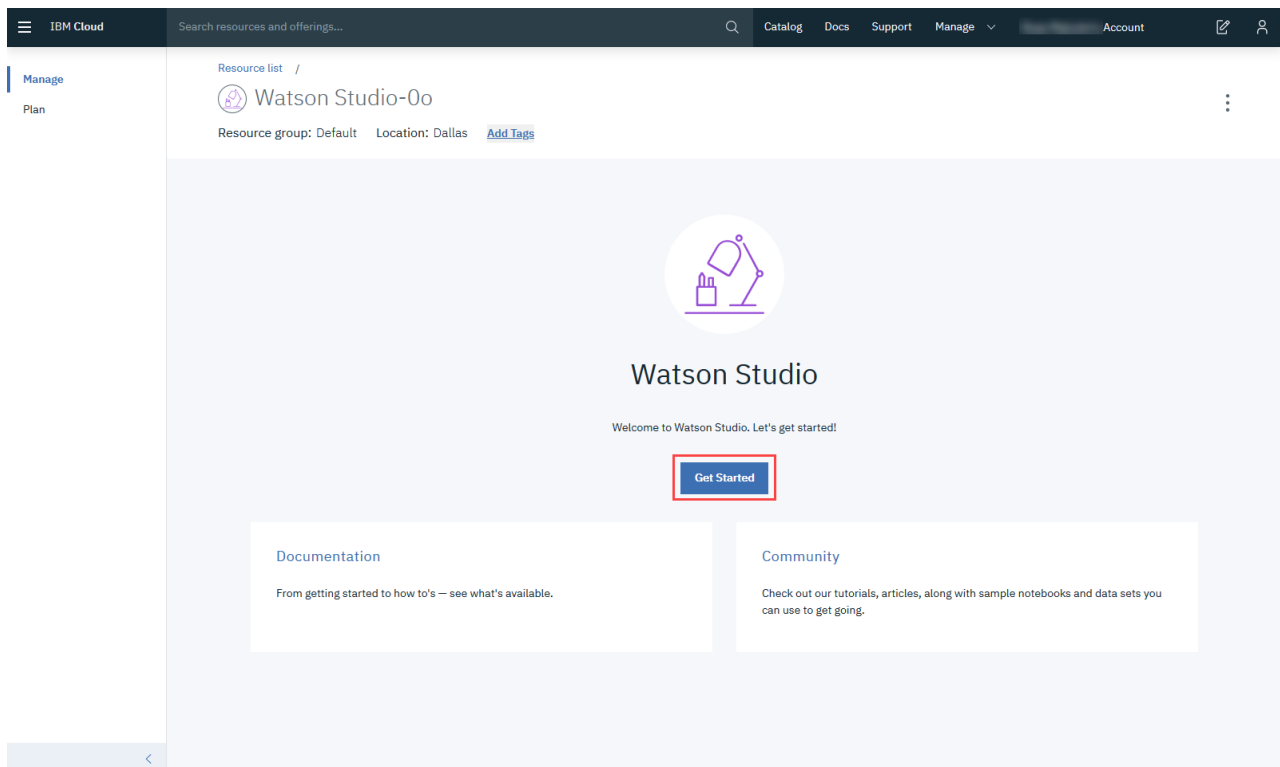 IBM Cloud
Search resources and offerings...
Catalog
Docs
Support
Manage
Account
Manage
Plan
Resource list /
Watson Studio-0o
Resource group: Default Location: Dallas Add Tags
Watson Studio
Welcome to Watson Studio. Let's get started!
Get Started
Documentation
From getting started to how to's — see what's available.
Community
Check out our tutorials, articles, along with sample notebooks and data sets you
can use to get going.